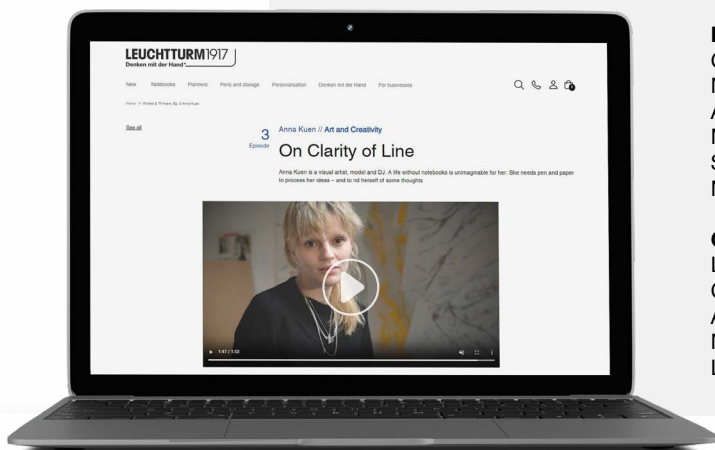 LEUCHTTURM1917
Denken mit der Hand
New Notebooks Planners Pens and storage Personalisation Denken mit der Hand For businesses
See all
3
Episode
Anna Kuen // Art and Creativity
On Clarity of Line
Anna Kuen is a visual artist, model and DJ. A life without notebooks is unimaginable for her. She needs pen and paper
to process her ideas – and to rid herself of some thoughts
1:47 / 1:53